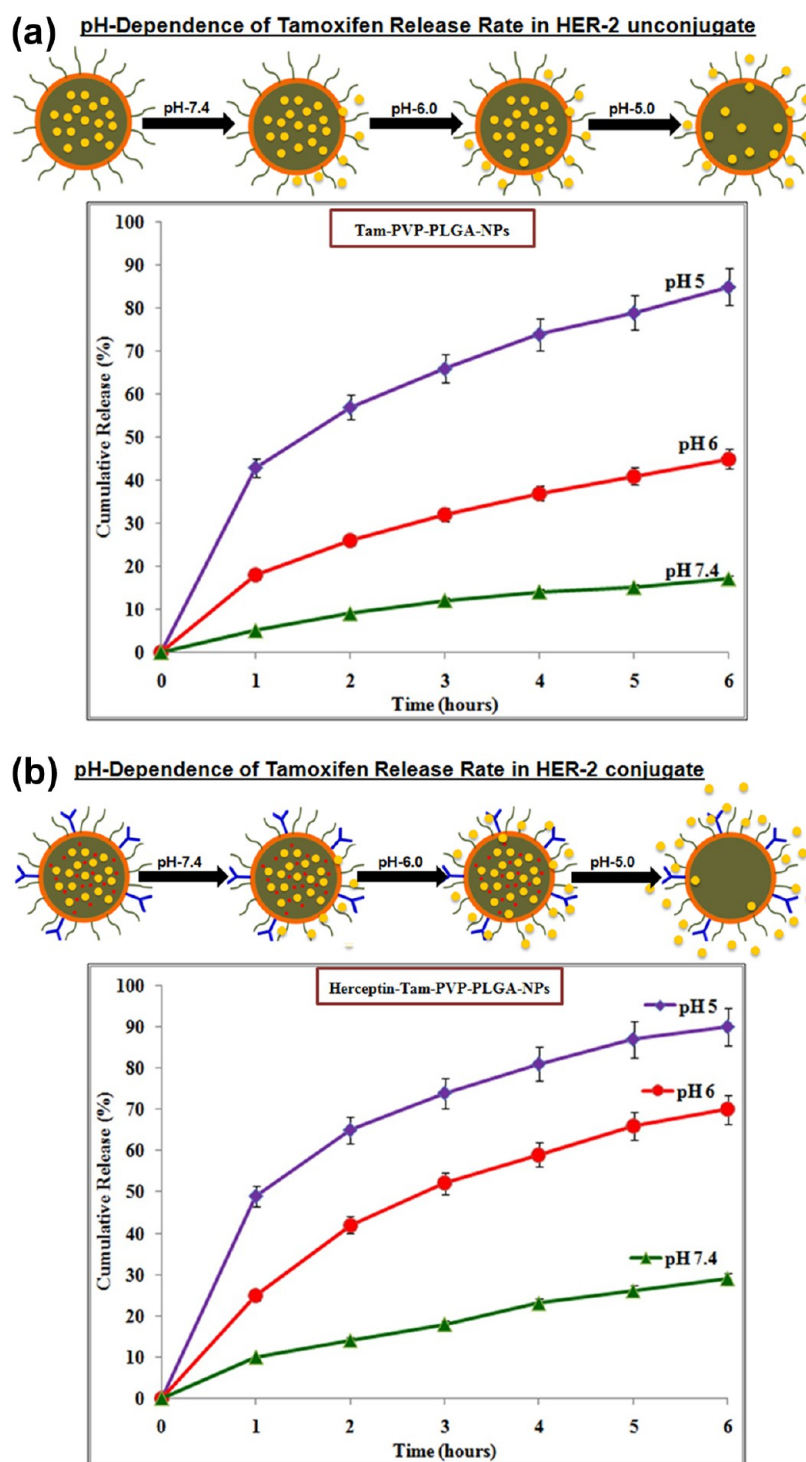 (a) pH-Dependence of Tamoxifen Release Rate in HER-2 unconjugate
pH-7.4
pH-6.0
pH-5.0
Tam-PVP-PLGA-NPs
Cumulative Release (%)
100
90
80
70
60
50
40
30
20
10
0
pH 5
pH 6
pH 7.4
0 1 2 3 4 5 6
Time (hours)
(b) pH-Dependence of Tamoxifen Release Rate in HER-2 conjugate
pH-7.4
pH-6.0
pH-5.0
Herceptin-Tam-PVP-PLGA-NPs
Cumulative Release (%)
100
90
80
70
60
50
40
30
20
10
0
pH 5
pH 6
pH 7.4
0 1 2 3 4 5 6
Time (hours)